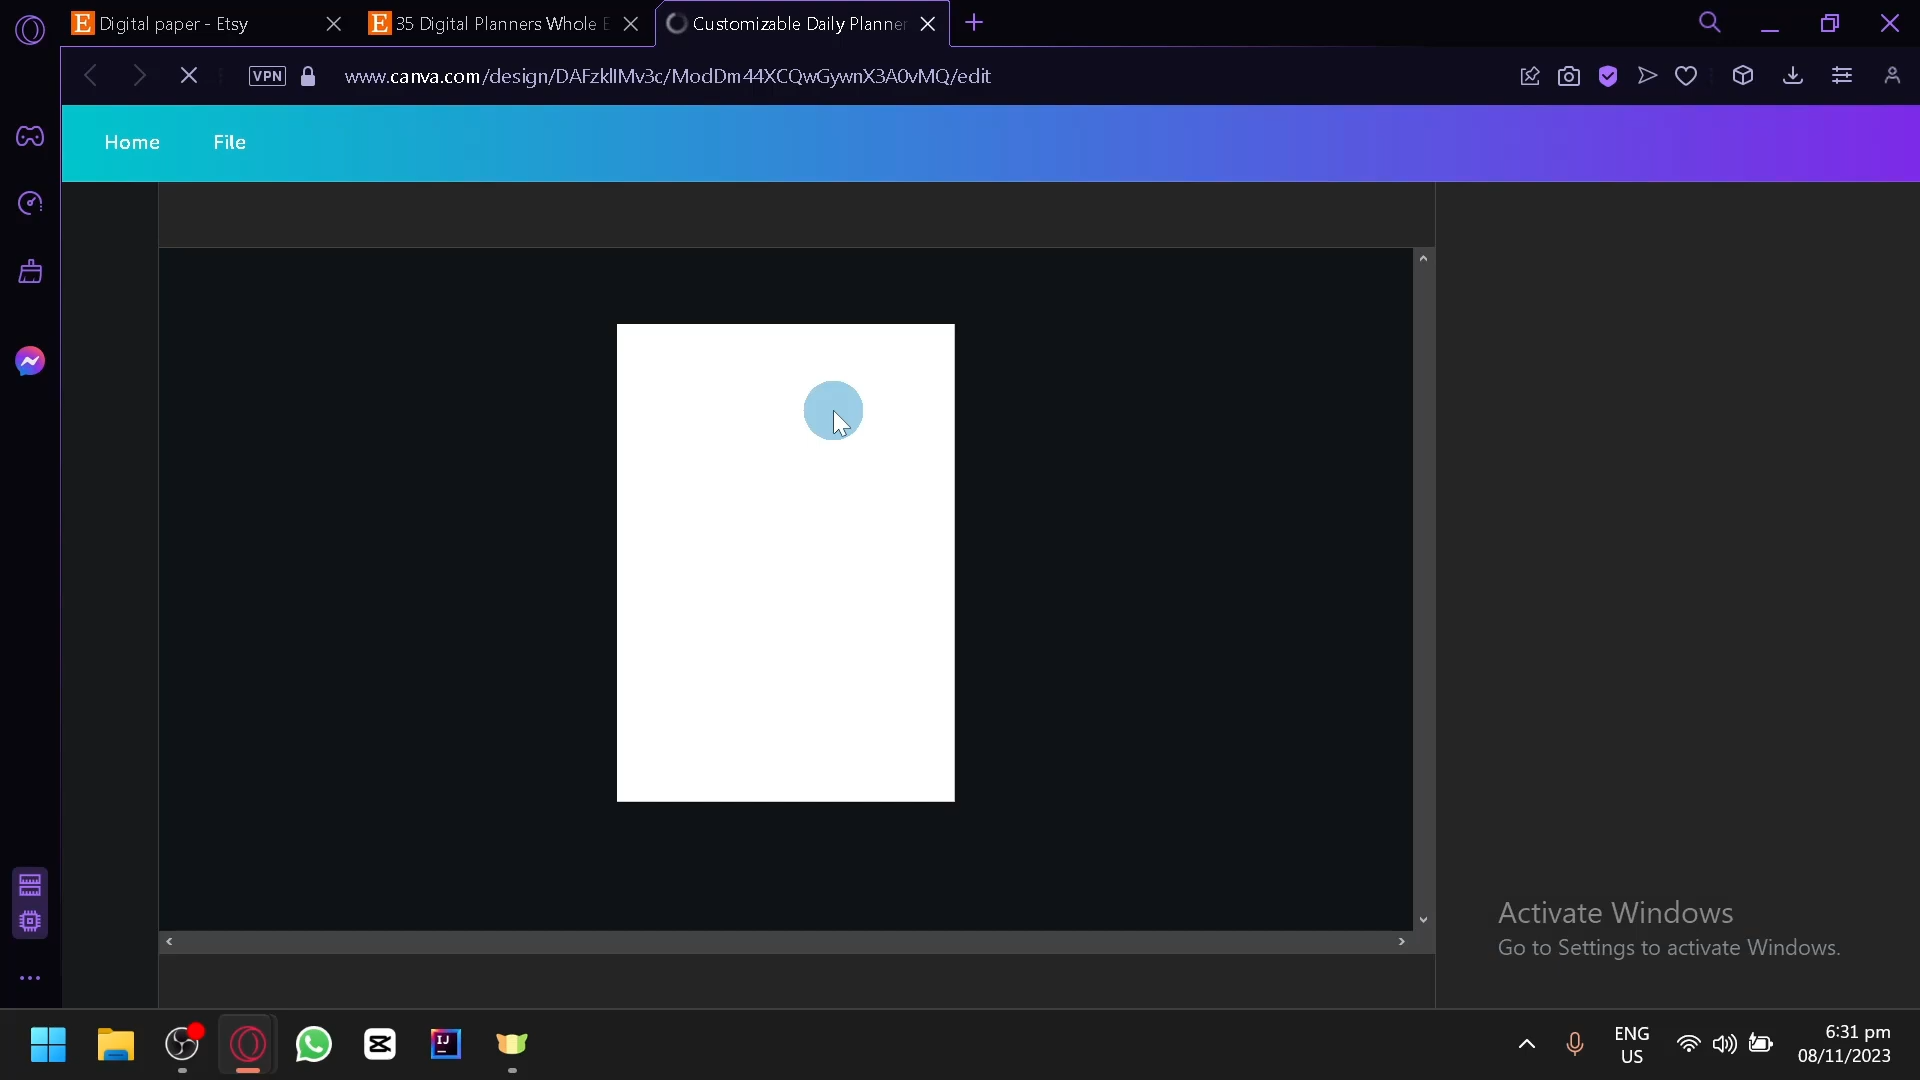 Digital paper - Etsy
35 Digital Planners Whole E
Customizable Daily Planner
VPN
www.canva.com/design/DAFzklIMv3c/ModDm44XCQwGywnX3A0vMQ/edit
Home
File
Activate Windows
Go to Settings to activate Windows.
IJ
ENG
US
6:31 pm
08/11/2023